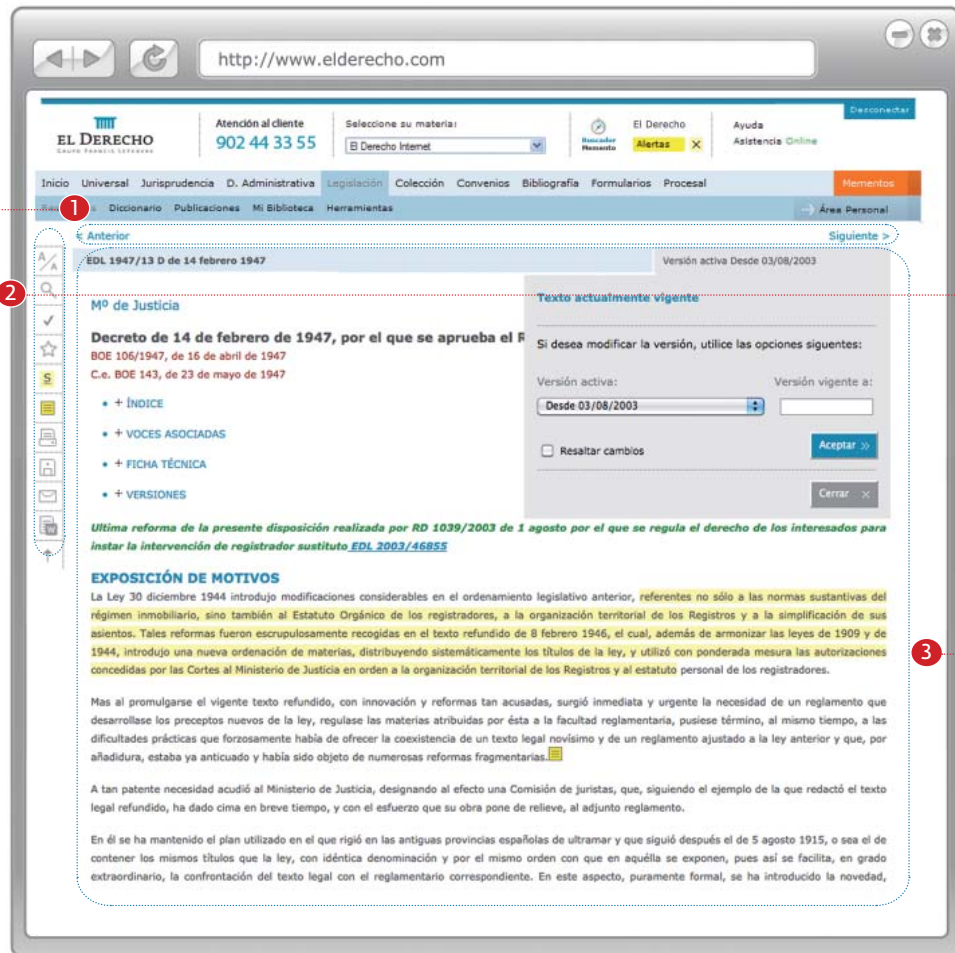 http://www.elderecho.com
Desconectar
EL DERECHO
GRUPO FRANCIS LEFEBVRE
Atención al cliente
902 44 33 55
Seleccione su materia:
El Derecho Internet
Buscador
Memento
El Derecho
Alertas X
Ayuda
Asistencia Online
Inicio Universal Jurisprudencia D. Administrativa Legislación Colección Convenios Bibliografía Formularios Procesal Mementos
1
Diccionario Publicaciones Mi Biblioteca Herramientas Área Personal
< Anterior Siguiente >
EDL 1947/13 D de 14 febrero 1947 Versión activa Desde 03/08/2003
2
A/A
S
W
Mº de Justicia
Texto actualmente vigente
Decreto de 14 de febrero de 1947, por el que se aprueba el R
BOE 106/1947, de 16 de abril de 1947
C.e. BOE 143, de 23 de mayo de 1947
Si desea modificar la versión, utilice las opciones siguentes:
Versión activa: Versión vigente a:
Desde 03/08/2003
Resaltar cambios
Aceptar »
Cerrar x
• + ÍNDICE
• + VOCES ASOCIADAS
• + FICHA TÉCNICA
• + VERSIONES
Ultima reforma de la presente disposición realizada por RD 1039/2003 de 1 agosto por el que se regula el derecho de los interesados para
instar la intervención de registrador sustituto EDL 2003/46855
EXPOSICIÓN DE MOTIVOS
La Ley 30 diciembre 1944 introdujo modificaciones considerables en el ordenamiento legislativo anterior, referentes no sólo a las normas sustantivas del
régimen inmobiliario, sino también al Estatuto Orgánico de los registradores, a la organización territorial de los Registros y a la simplificación de sus
asientos. Tales reformas fueron escrupulosamente recogidas en el texto refundido de 8 febrero 1946, el cual, además de armonizar las leyes de 1909 y de
1944, introdujo una nueva ordenación de materias, distribuyendo sistemáticamente los títulos de la ley, y utilizó con ponderada mesura las autorizaciones
concedidas por las Cortes al Ministerio de Justicia en orden a la organización territorial de los Registros y al estatuto personal de los registradores.
3
Mas al promulgarse el vigente texto refundido, con innovación y reformas tan acusadas, surgió inmediata y urgente la necesidad de un reglamento que
desarrollase los preceptos nuevos de la ley, regulase las materias atribuidas por ésta a la facultad reglamentaria, pusiese término, al mismo tiempo, a las
dificultades prácticas que forzosamente había de ofrecer la coexistencia de un texto legal novísimo y de un reglamento ajustado a la ley anterior y que, por
añadidura, estaba ya anticuado y había sido objeto de numerosas reformas fragmentarias.
A tan patente necesidad acudió al Ministerio de Justicia, designando al efecto una Comisión de juristas, que, siguiendo el ejemplo de la que redactó el texto
legal refundido, ha dado cima en breve tiempo, y con el esfuerzo que su obra pone de relieve, al adjunto reglamento.
En él se ha mantenido el plan utilizado en el que rigió en las antiguas provincias españolas de ultramar y que siguió después el de 5 agosto 1915, o sea el de
contener los mismos títulos que la ley, con idéntica denominación y por el mismo orden con que en aquélla se exponen, pues así se facilita, en grado
extraordinario, la confrontación del texto legal con el reglamentario correspondiente. En este aspecto, puramente formal, se ha introducido la novedad,